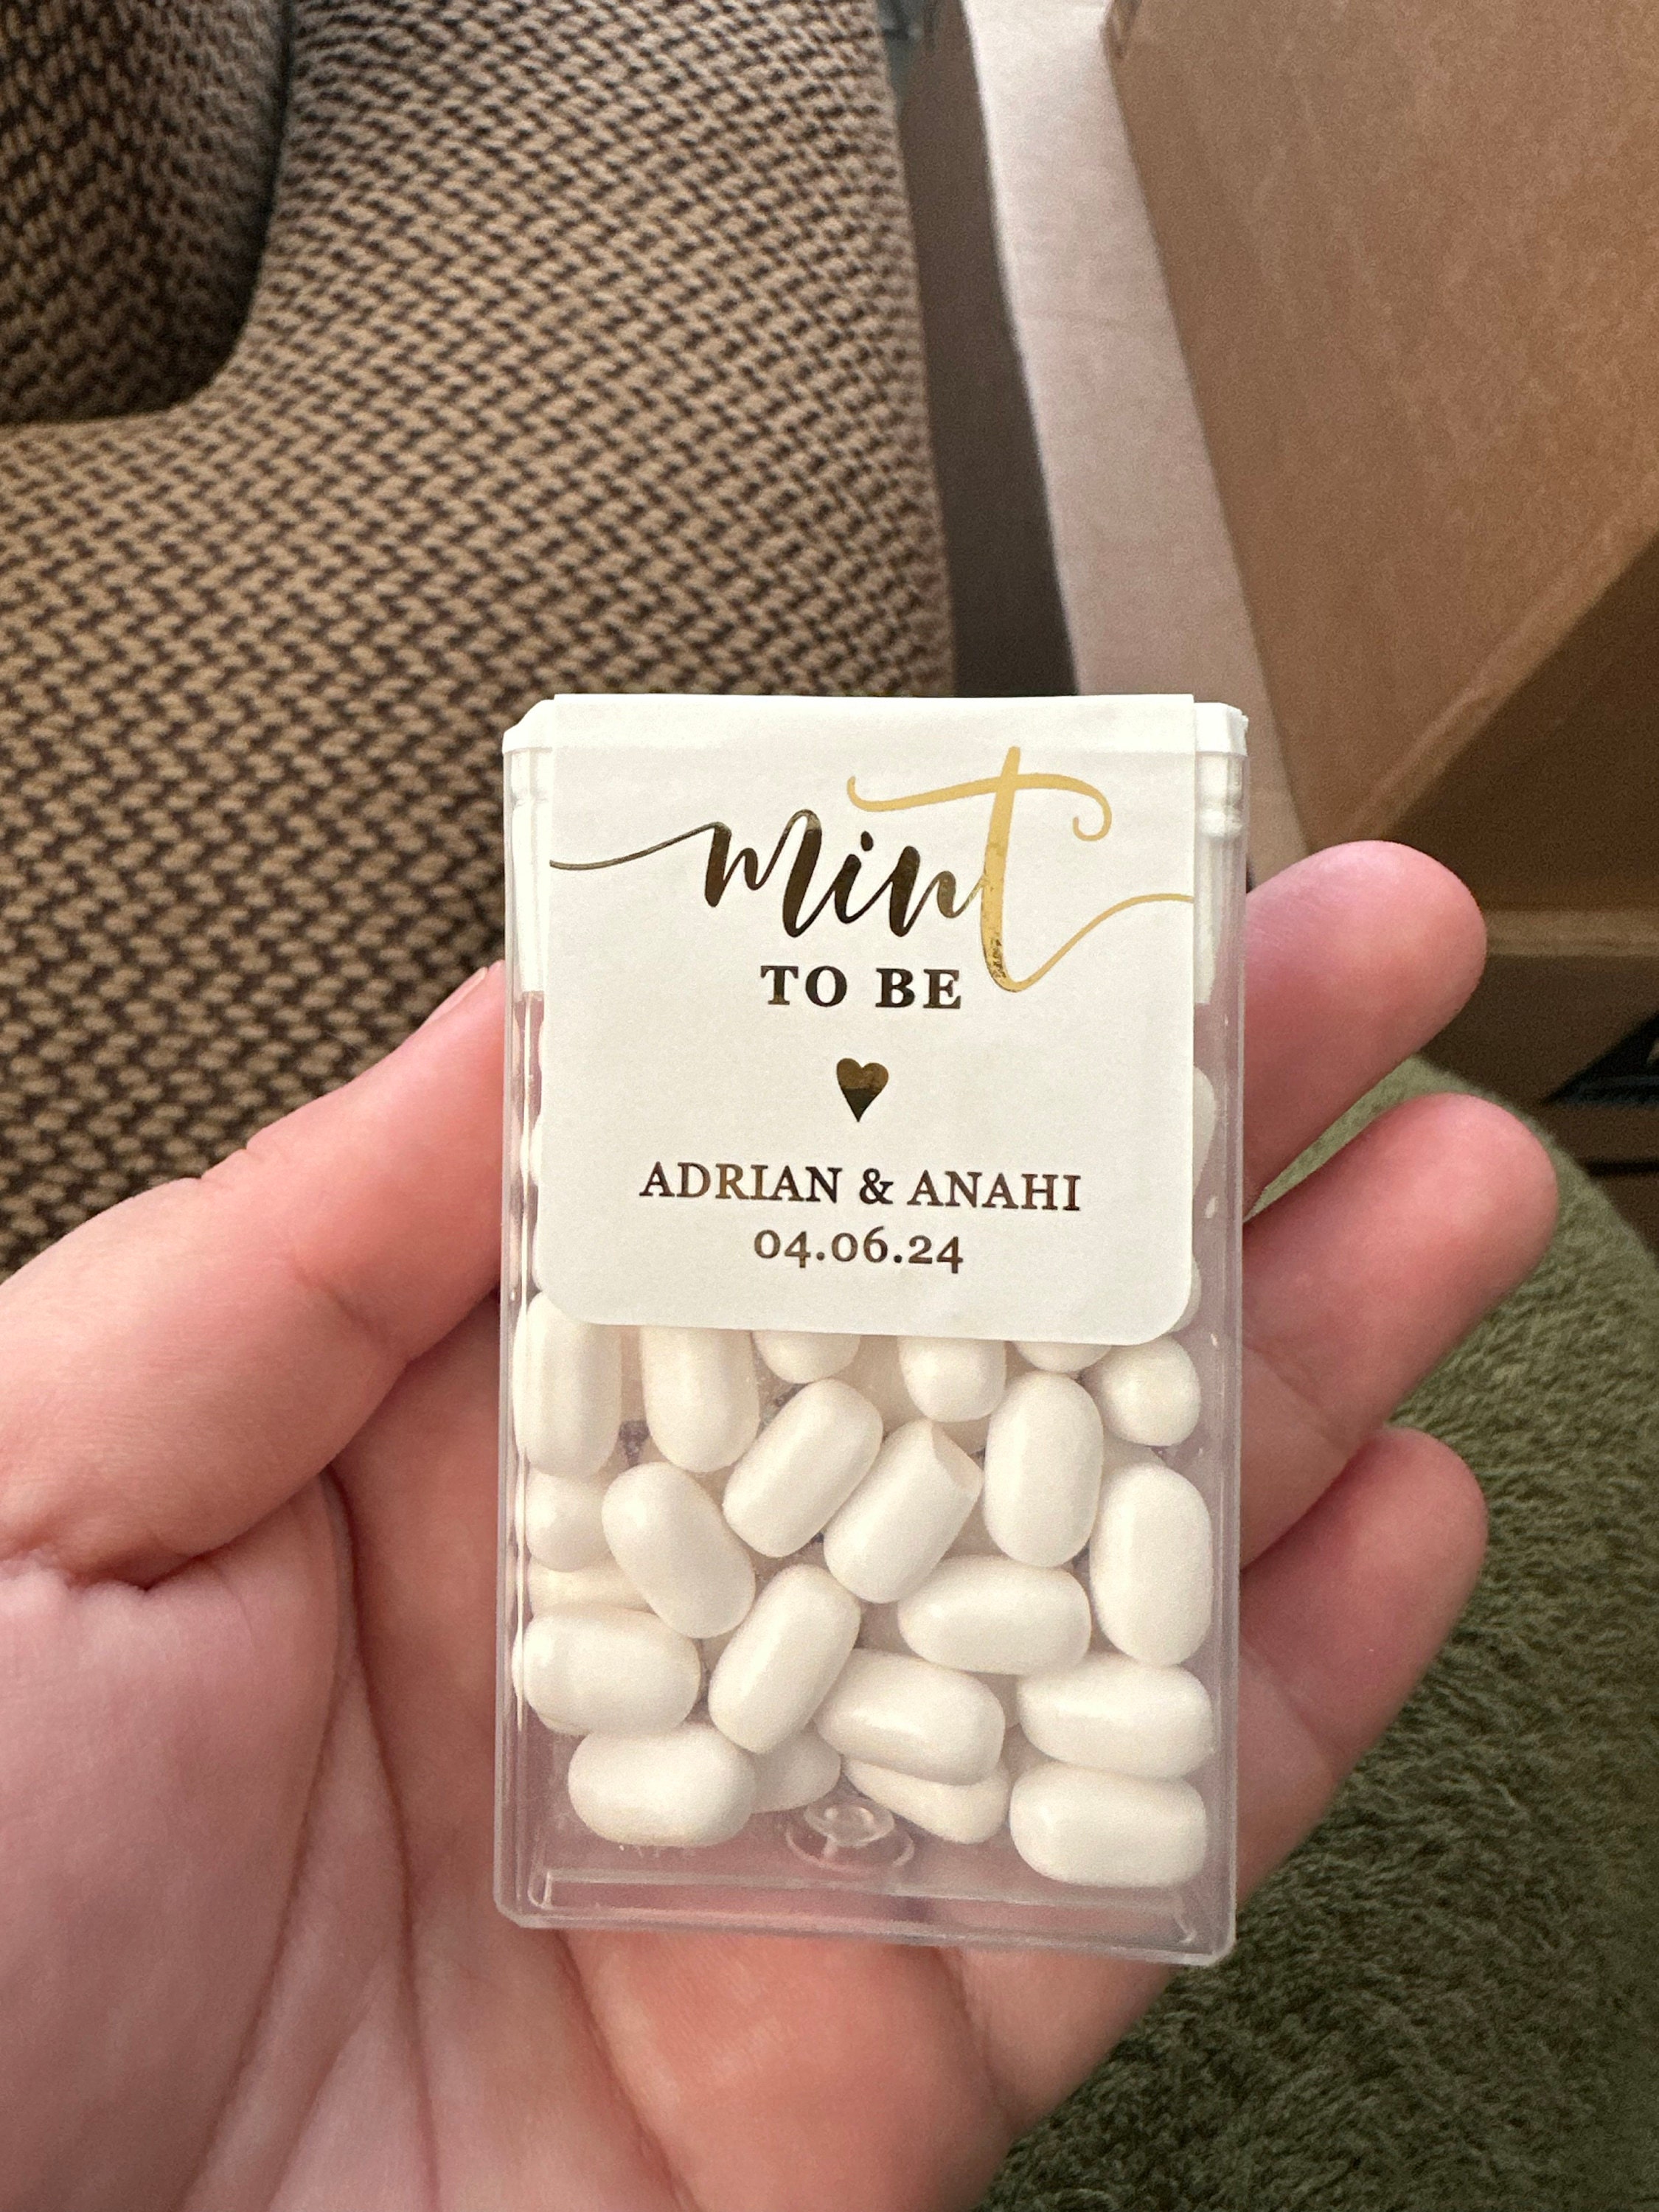 mint
TO BE
ADRIAN & ANAHI
04.06.24